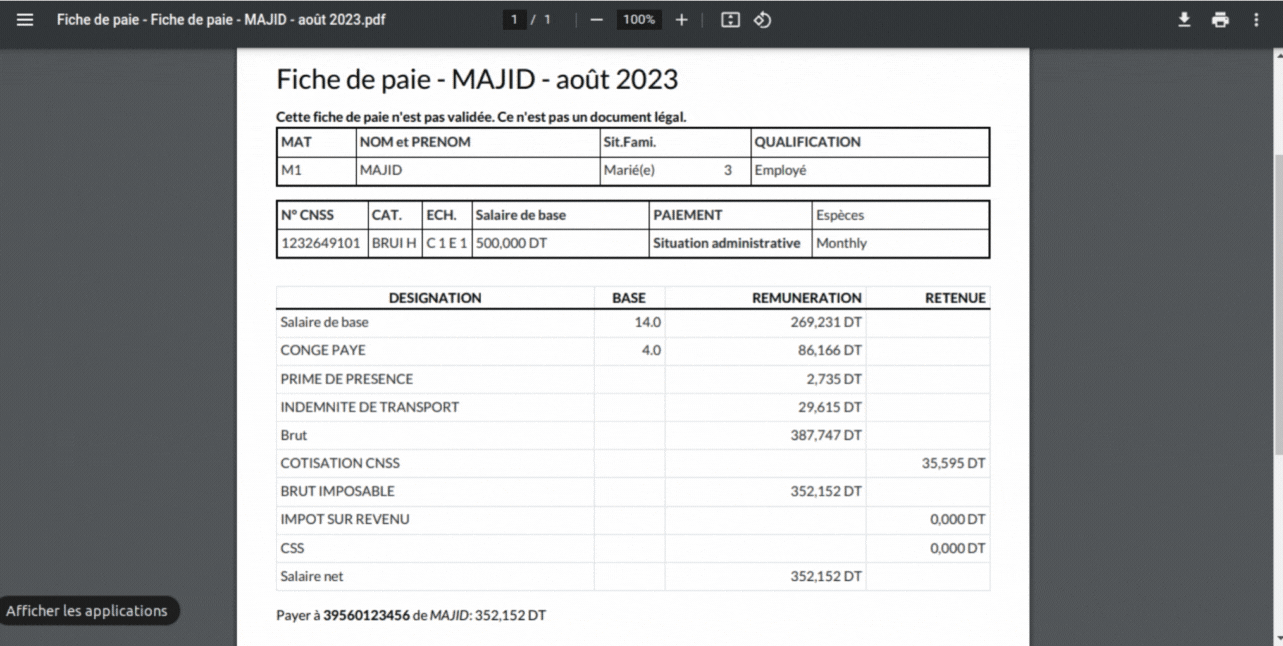 Fiche de paie - Fiche de paie - MAJID - août 2023.pdf 1 / 1 100%
Fiche de paie - MAJID - août 2023
Cette fiche de paie n'est pas validée. Ce n'est pas un document légal.
MAT NOM et PRENOM Sit.Fami. QUALIFICATION
M1 MAJID Marié(e) 3 Employé
N° CNSS CAT. ECH. Salaire de base PAIEMENT Espèces
1232649101 BRUI H C 1 E 1 500,000 DT Situation administrative Monthly
DESIGNATION BASE REMUNERATION RETENUE
Salaire de base 14.0 269,231 DT
CONGE PAYE 4.0 86,166 DT
PRIME DE PRESENCE 2,735 DT
INDEMNITE DE TRANSPORT 29,615 DT
Brut 387,747 DT
COTISATION CNSS 35,595 DT
BRUT IMPOSABLE 352,152 DT
IMPOT SUR REVENU 0,000 DT
CSS 0,000 DT
Salaire net 352,152 DT
Afficher les applications
Payer à 39560123456 de MAJID: 352,152 DT